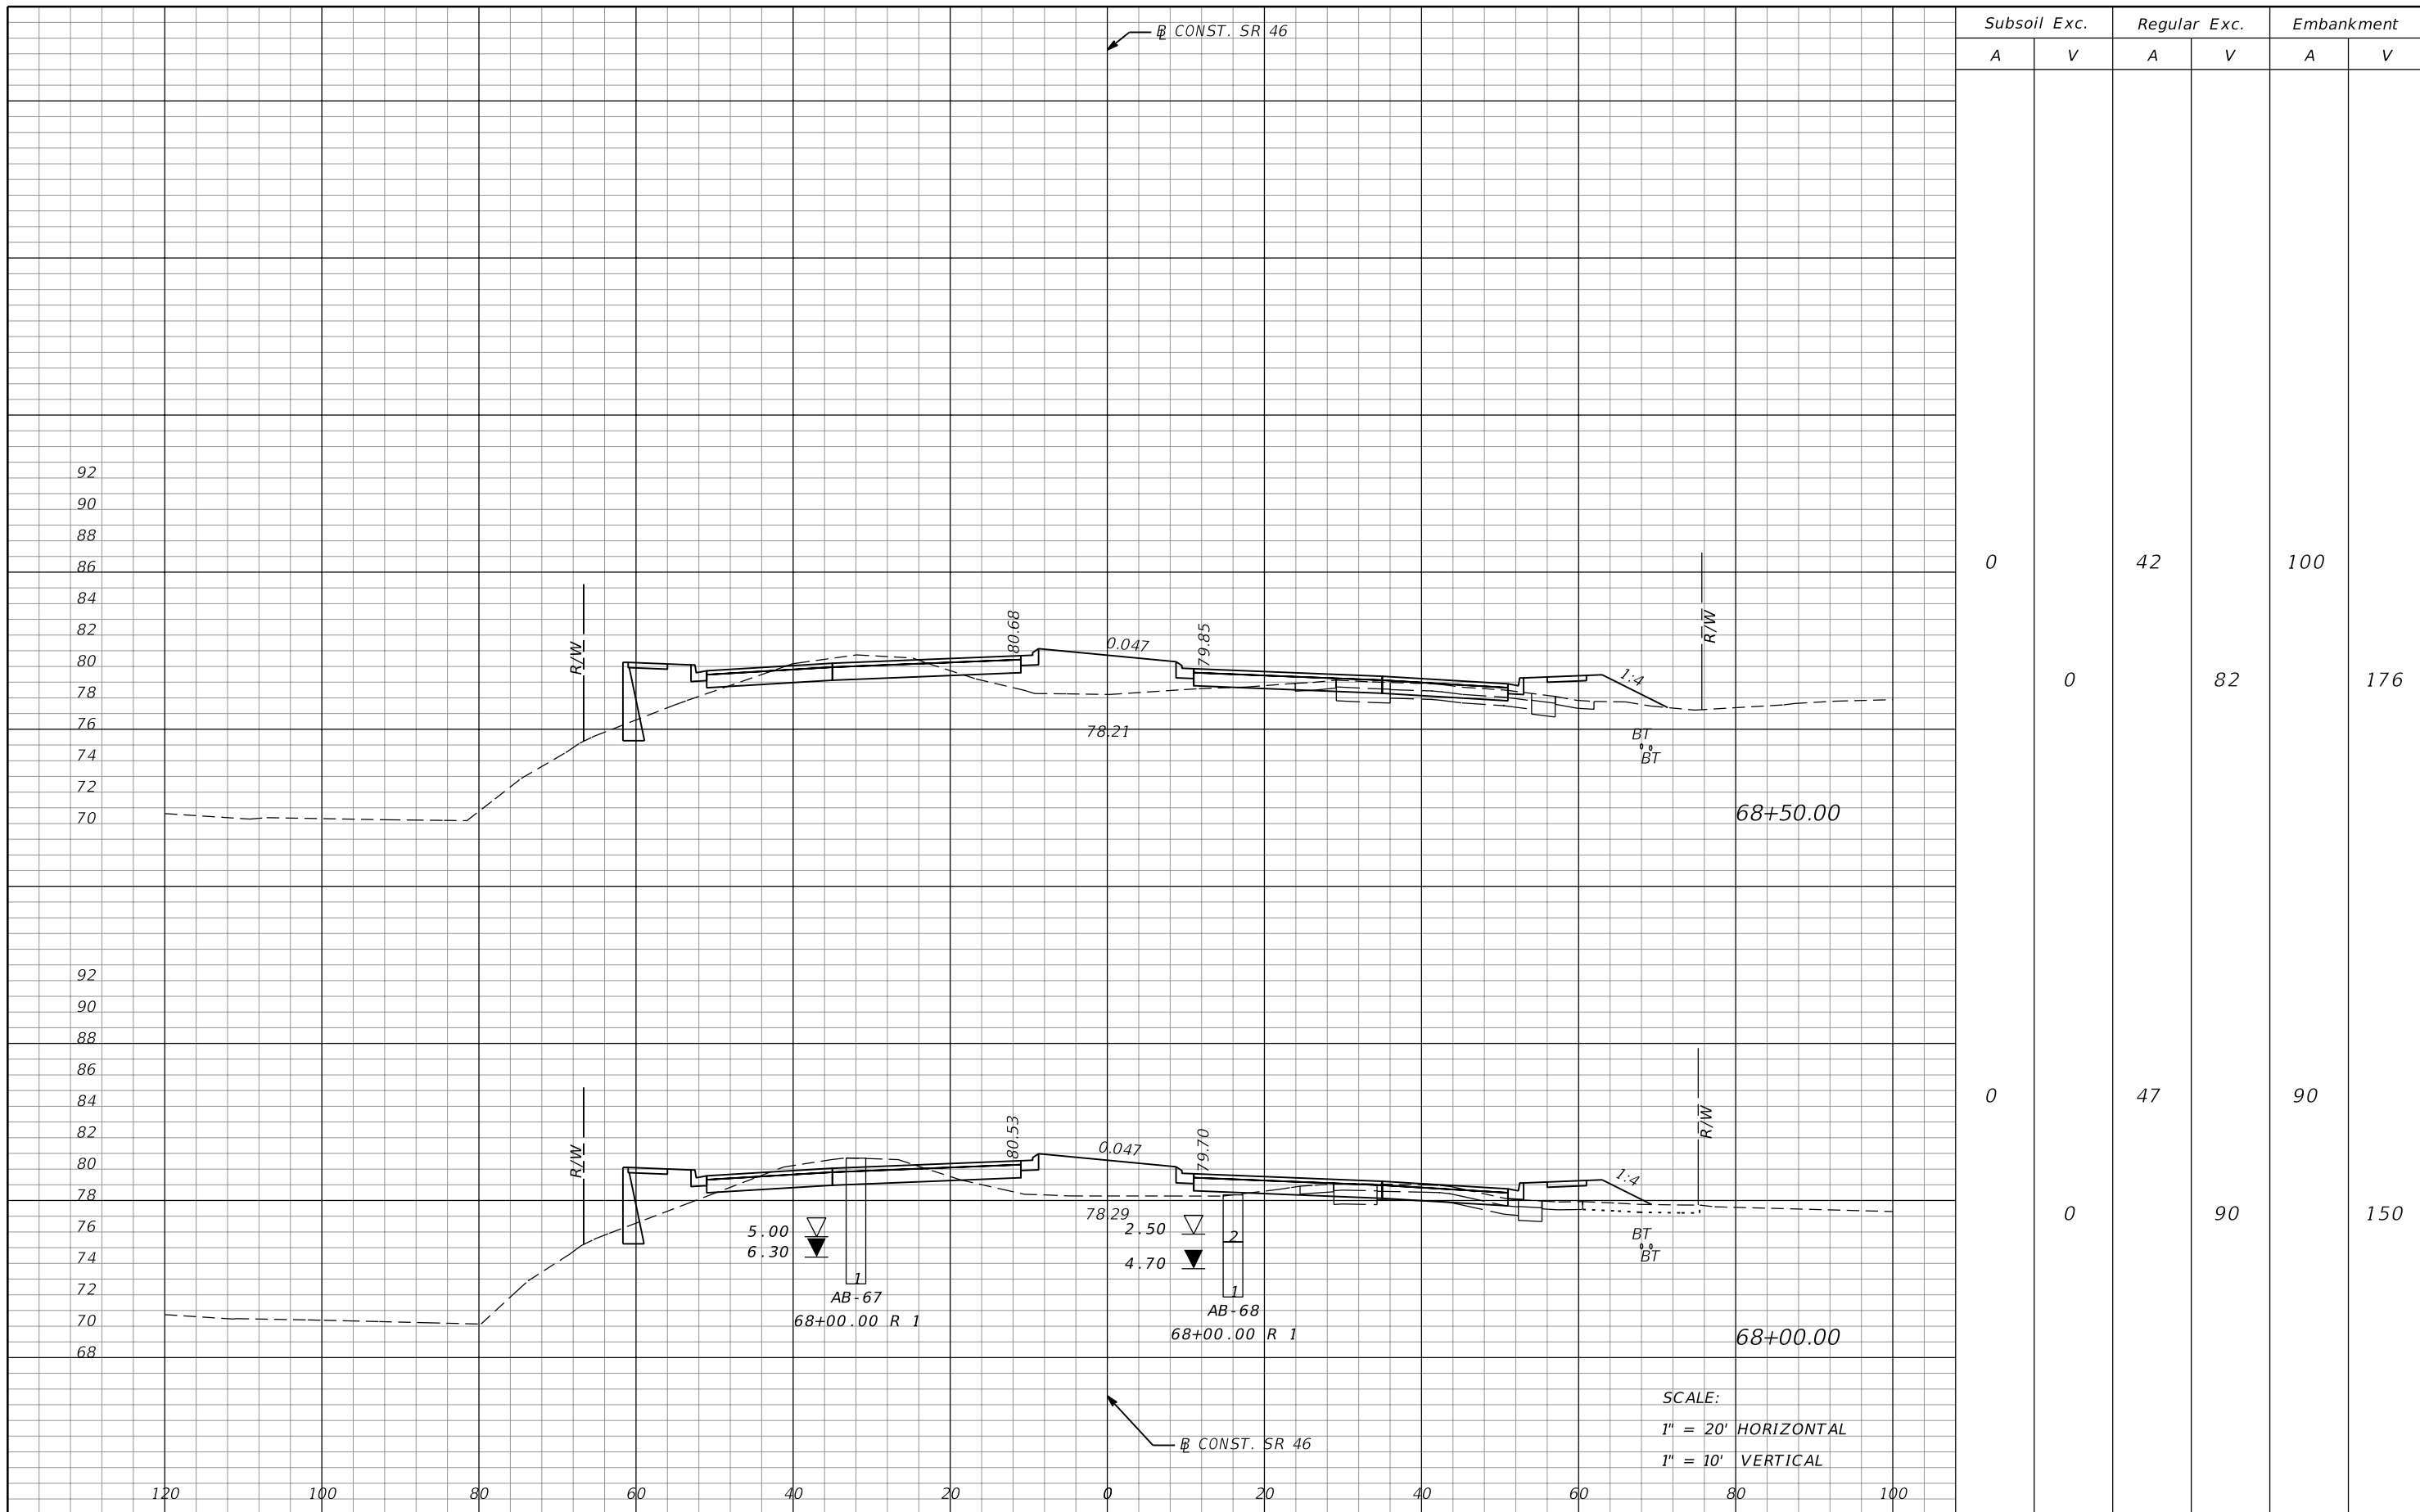 ℄ CONST. SR 46
Subsoil Exc. Regular Exc. Embankment
A V A V A V
92
90
88
86
84
82
80
78
76
74
72
70
R/W
80.68
0.047
79.85
1:4
R/W
78.21
BT
BT
68+50.00
0 42 100
0 82 176
92
90
88
86
84
82
80
78
76
74
72
70
68
R/W
80.53
0.047
79.70
1:4
R/W
78.29
5.00
6.30
1
AB-67
68+00.00 R 1
2.50
4.70
2
1
AB-68
68+00.00 R 1
BT
BT
68+00.00
0 47 90
0 90 150
SCALE:
1" = 20' HORIZONTAL
1" = 10' VERTICAL
℄ CONST. SR 46
120 100 80 60 40 20 0 20 40 60 80 100